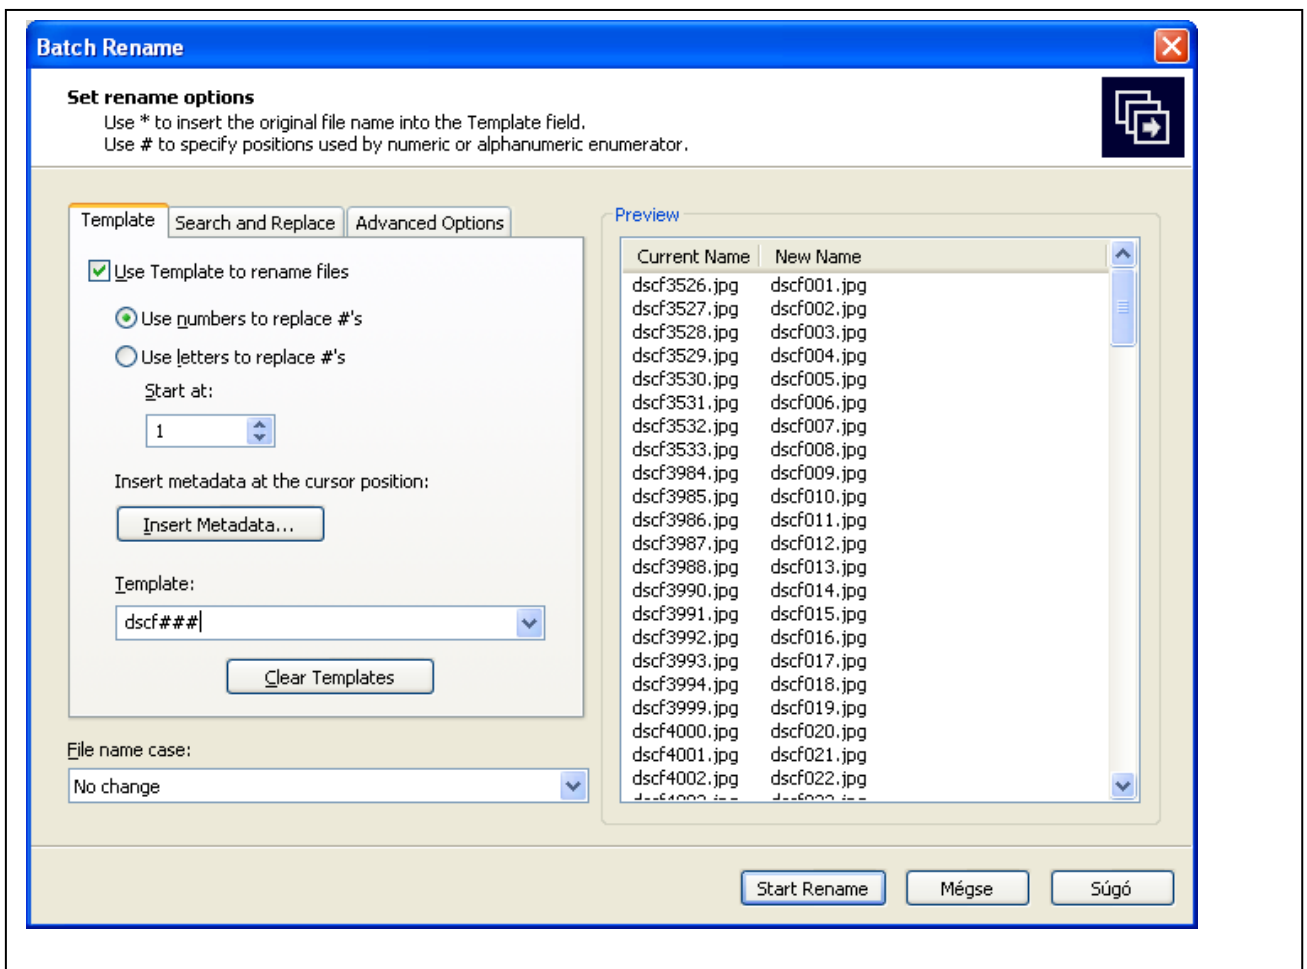 Batch Rename
Set rename options
Use * to insert the original file name into the Template field.
Use # to specify positions used by numeric or alphanumeric enumerator.
Template Search and Replace Advanced Options
Use Template to rename files
Use numbers to replace #'s
Use letters to replace #'s
Start at:
1
Insert metadata at the cursor position:
Insert Metadata...
Template:
dscf###
Clear Templates
File name case:
No change
Preview
Current Name New Name
dscf3526.jpg dscf001.jpg
dscf3527.jpg dscf002.jpg
dscf3528.jpg dscf003.jpg
dscf3529.jpg dscf004.jpg
dscf3530.jpg dscf005.jpg
dscf3531.jpg dscf006.jpg
dscf3532.jpg dscf007.jpg
dscf3533.jpg dscf008.jpg
dscf3984.jpg dscf009.jpg
dscf3985.jpg dscf010.jpg
dscf3986.jpg dscf011.jpg
dscf3987.jpg dscf012.jpg
dscf3988.jpg dscf013.jpg
dscf3990.jpg dscf014.jpg
dscf3991.jpg dscf015.jpg
dscf3992.jpg dscf016.jpg
dscf3993.jpg dscf017.jpg
dscf3994.jpg dscf018.jpg
dscf3999.jpg dscf019.jpg
dscf4000.jpg dscf020.jpg
dscf4001.jpg dscf021.jpg
dscf4002.jpg dscf022.jpg
Start Rename Mégse Súgó